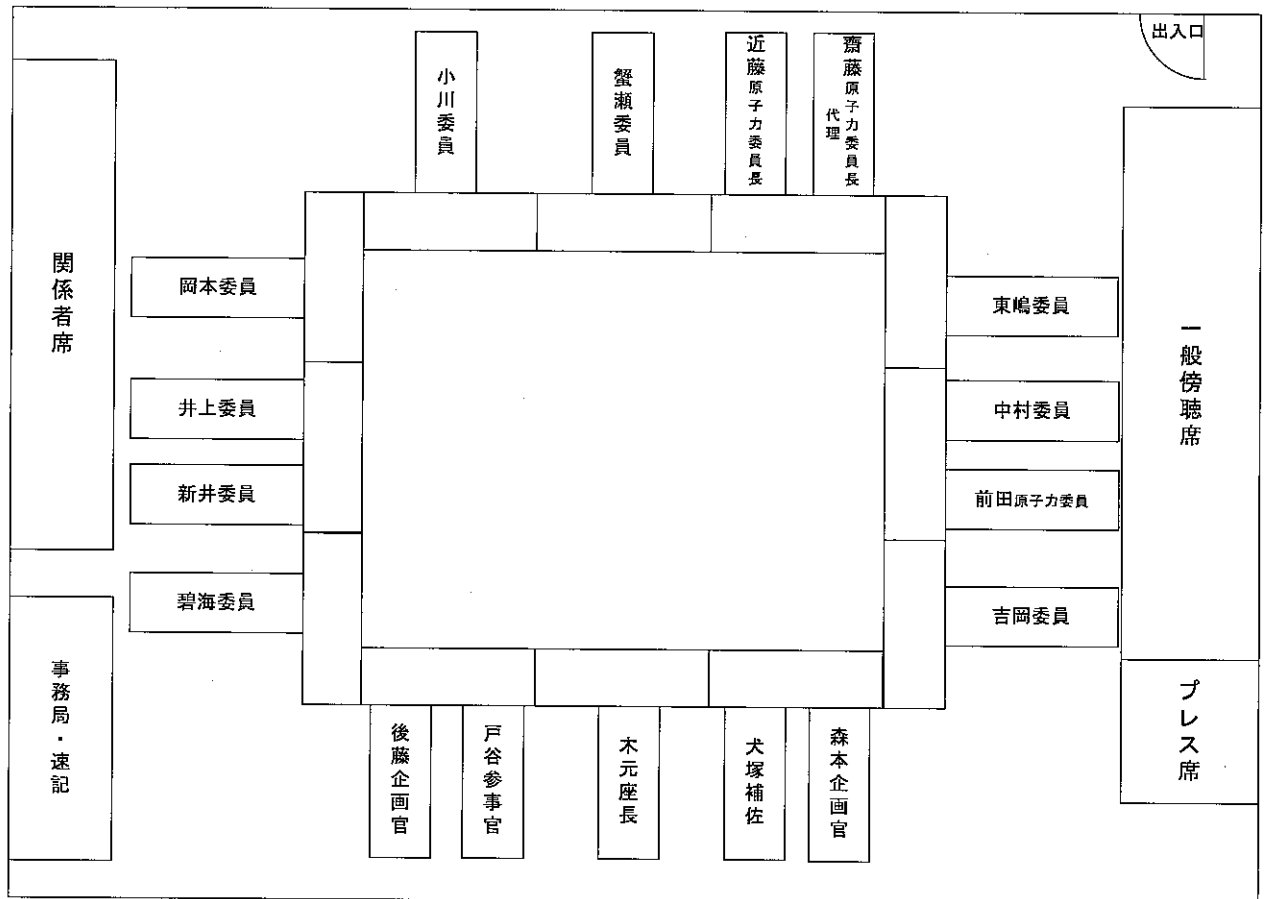 出入口
小川委員
蟹瀬委員
近藤原子力委員長
齋藤原子力委員長
代理
関係者席
岡本委員
井上委員
新井委員
碧海委員
東嶋委員
中村委員
前田原子力委員
吉岡委員
一般傍聴席
事務局・速記
後藤企画官
戸谷参事官
木元座長
犬塚補佐
森本企画官
プレス席